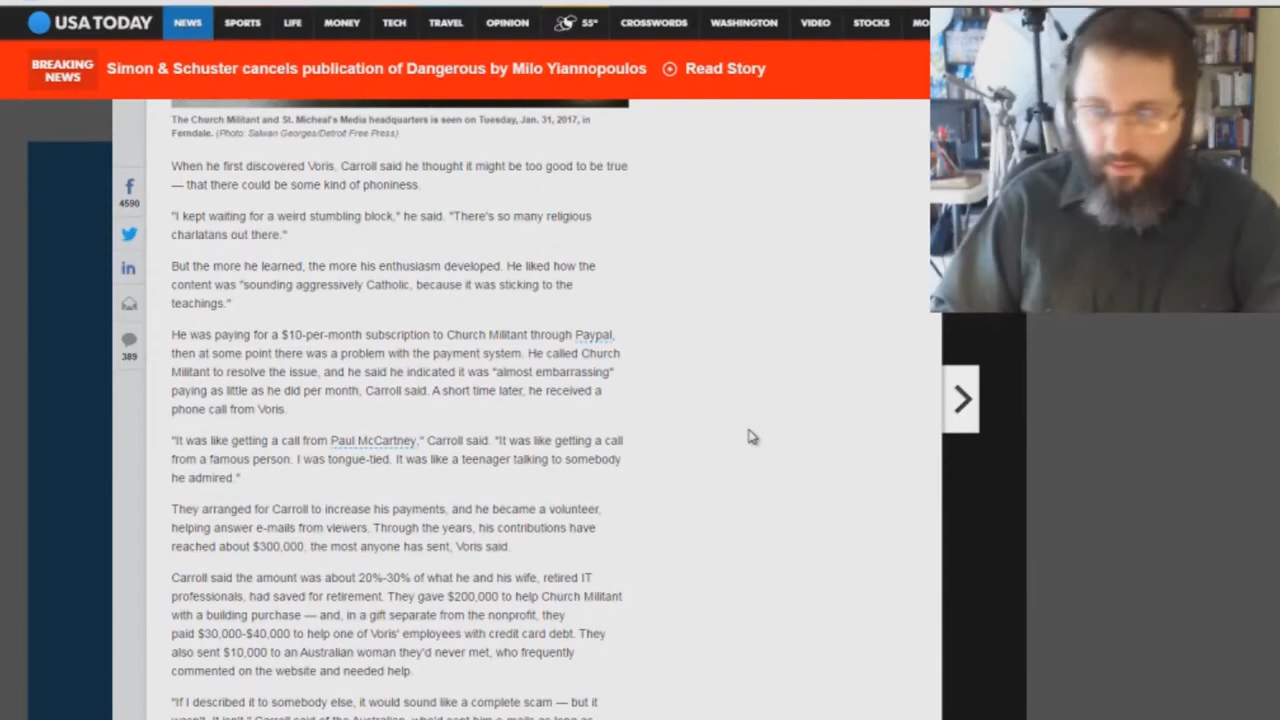 USA TODAY NEWS SPORTS LIFE MONEY TECH TRAVEL OPINION 55° CROSSWORDS WASHINGTON VIDEO STOCKS MO
BREAKING NEWS
Simon & Schuster cancels publication of Dangerous by Milo Yiannopoulos Read Story
The Church Militant and St. Micheal's Media headquarters is seen on Tuesday, Jan. 31, 2017, in
Ferndale. (Photo: Salwan Georges/Detroit Free Press)
When he first discovered Voris, Carroll said he thought it might be too good to be true
— that there could be some kind of phoniness.
4590
"I kept waiting for a weird stumbling block," he said. "There's so many religious
charlatans out there."
But the more he learned, the more his enthusiasm developed. He liked how the
content was "sounding aggressively Catholic, because it was sticking to the
teachings."
389
He was paying for a $10-per-month subscription to Church Militant through Paypal,
then at some point there was a problem with the payment system. He called Church
Militant to resolve the issue, and he said he indicated it was "almost embarrassing"
paying as little as he did per month, Carroll said. A short time later, he received a
phone call from Voris.
"It was like getting a call from Paul McCartney," Carroll said. "It was like getting a call
from a famous person. I was tongue-tied. It was like a teenager talking to somebody
he admired."
They arranged for Carroll to increase his payments, and he became a volunteer,
helping answer e-mails from viewers. Through the years, his contributions have
reached about $300,000, the most anyone has sent, Voris said.
Carroll said the amount was about 20%-30% of what he and his wife, retired IT
professionals, had saved for retirement. They gave $200,000 to help Church Militant
with a building purchase — and, in a gift separate from the nonprofit, they
paid $30,000-$40,000 to help one of Voris' employees with credit card debt. They
also sent $10,000 to an Australian woman they'd never met, who frequently
commented on the website and needed help.
"If I described it to somebody else, it would sound like a complete scam — but it
wasn't. It isn't," Carroll said of the Australian, who'd sent him e-mails as long as